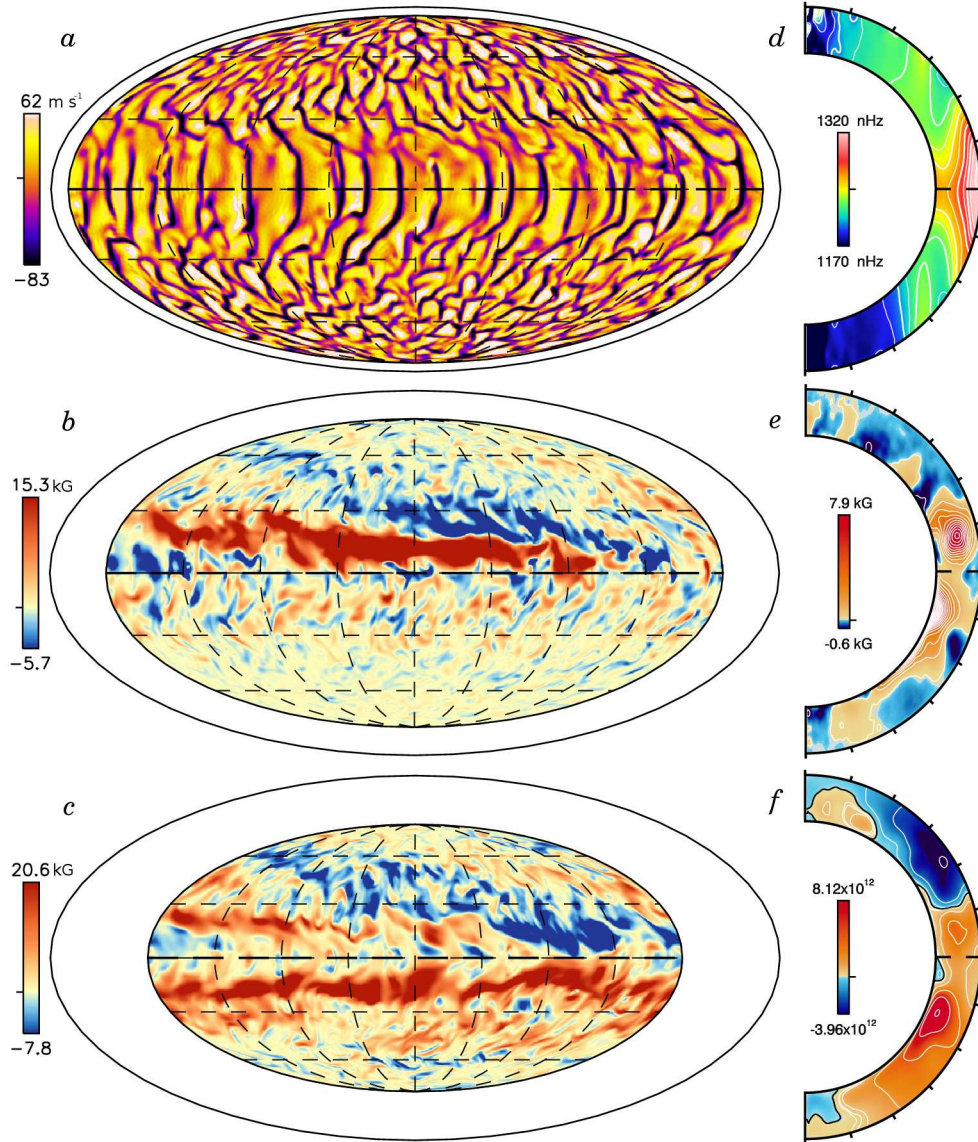 a
62 m s⁻¹
−83
d
1320 nHz
1170 nHz
b
15.3 kG
−5.7
e
7.9 kG
-0.6 kG
c
20.6 kG
−7.8
f
8.12x10¹²
-3.96x10¹²